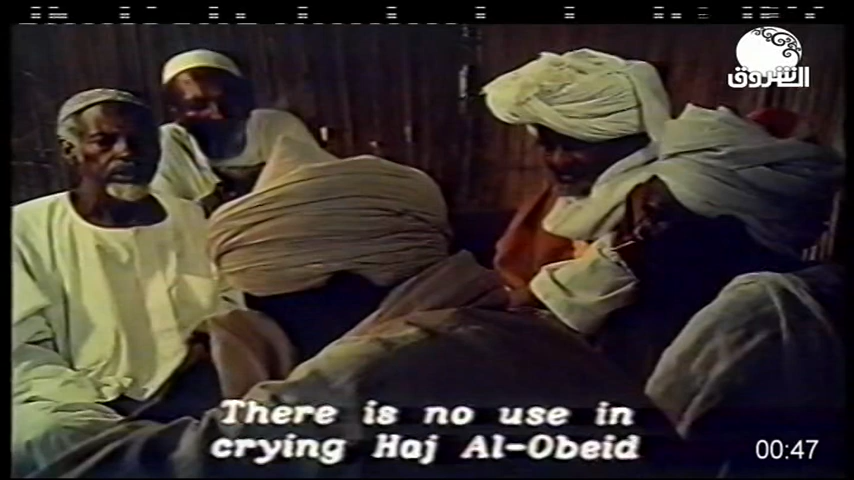 الشروق
There is no use in
crying Haj Al-Obeid
00:47